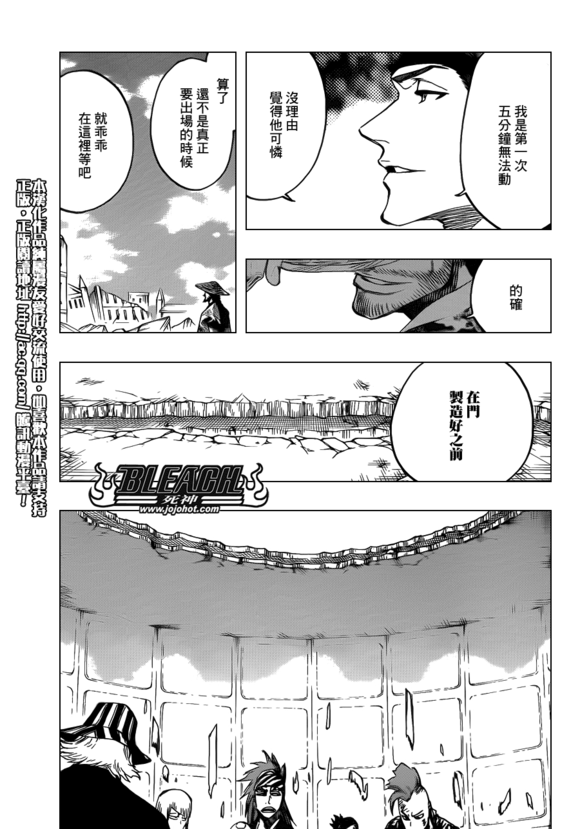 我是第一次
五分鐘無法動
沒理由
覺得他可憐
算了
還不是真正
要出場的時候
就乖乖
在這裡等吧
的確
在門
製造好之前
BLEACH
死神
www.jojohot.com